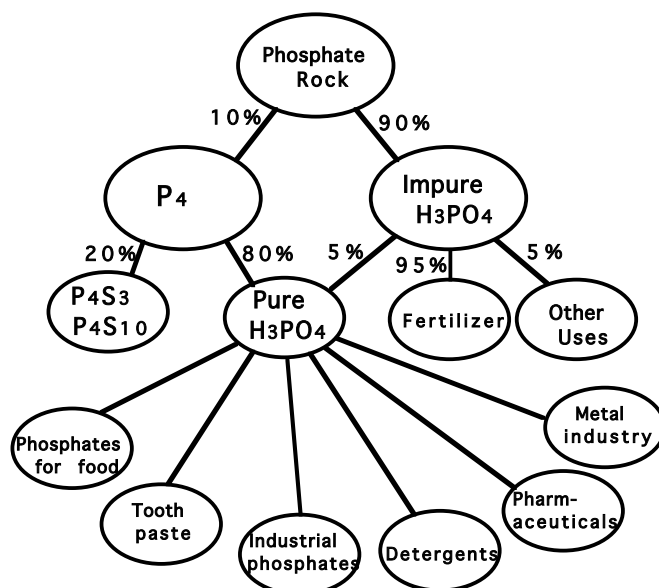 Phosphate
Rock
10%
90%
P4
Impure
H3PO4
20%
80%
5%
95%
5%
P4S3
P4S10
Pure
H3PO4
Fertilizer
Other
Uses
Phosphates
for food
Tooth
paste
Industrial
phosphates
Detergents
Pharm-
aceuticals
Metal
industry